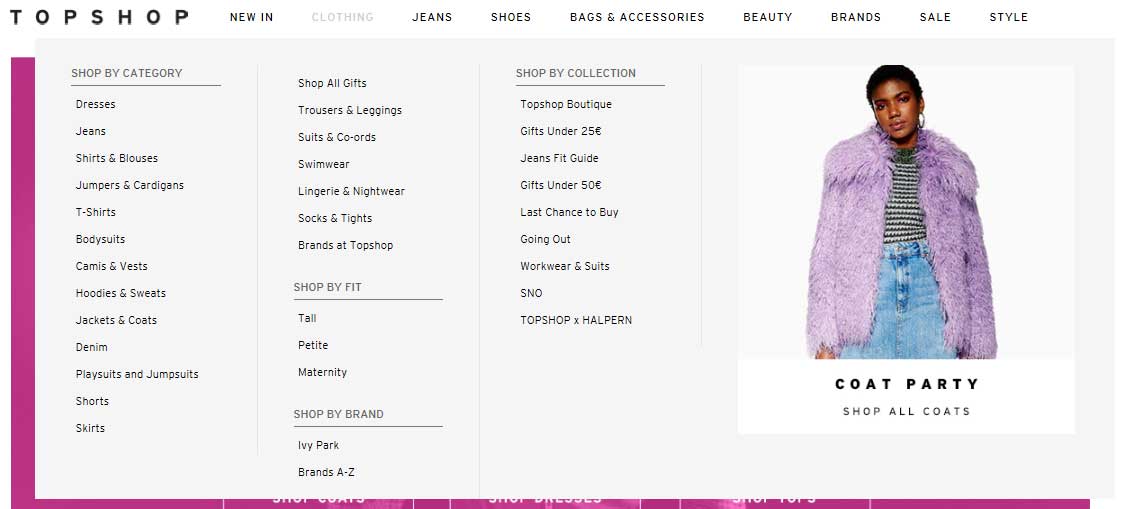 TOPSHOP
NEW IN CLOTHING JEANS SHOES BAGS & ACCESSORIES BEAUTY BRANDS SALE STYLE
SHOP BY CATEGORY
Dresses
Jeans
Shirts & Blouses
Jumpers & Cardigans
T-Shirts
Bodysuits
Camis & Vests
Hoodies & Sweats
Jackets & Coats
Denim
Playsuits and Jumpsuits
Shorts
Skirts
Shop All Gifts
Trousers & Leggings
Suits & Co-ords
Swimwear
Lingerie & Nightwear
Socks & Tights
Brands at Topshop
SHOP BY FIT
Tall
Petite
Maternity
SHOP BY BRAND
Ivy Park
Brands A-Z
SHOP BY COLLECTION
Topshop Boutique
Gifts Under 25€
Jeans Fit Guide
Gifts Under 50€
Last Chance to Buy
Going Out
Workwear & Suits
SNO
TOPSHOP x HALPERN
COAT PARTY
SHOP ALL COATS
SHOP COATS SHOP DRESSES SHOP TOPS